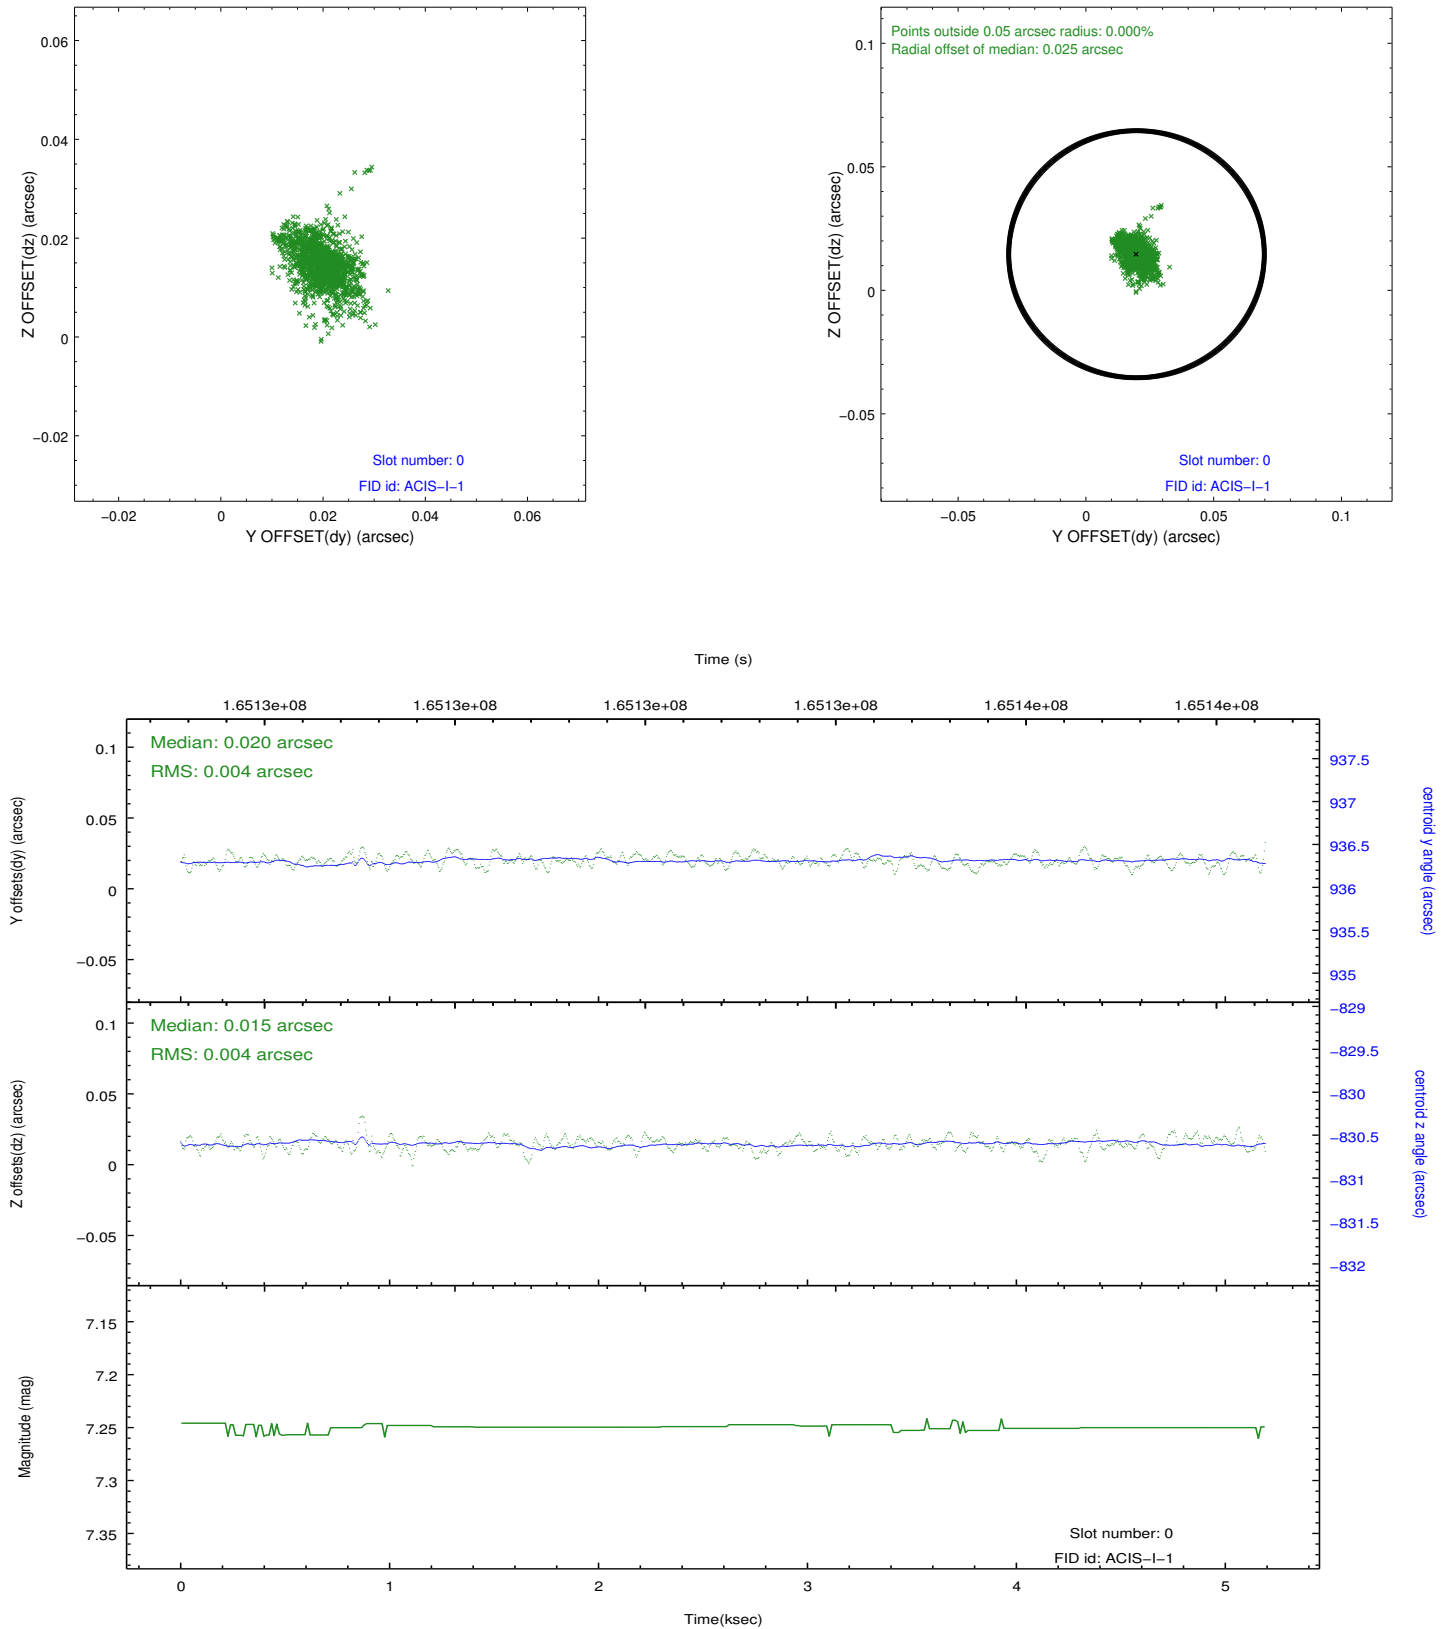 0.06
0.04
0.02
0
−0.02
Z OFFSET(dz) (arcsec)
Slot number: 0
FID id: ACIS−I−1
−0.02 0 0.02 0.04 0.06
Y OFFSET(dy) (arcsec)
Points outside 0.05 arcsec radius: 0.000%
Radial offset of median: 0.025 arcsec
0.1
0.05
0
−0.05
Z OFFSET(dz) (arcsec)
Slot number: 0
FID id: ACIS−I−1
−0.05 0 0.05 0.1
Y OFFSET(dy) (arcsec)
Time (s)
1.6513e+08 1.6513e+08 1.6513e+08 1.6513e+08 1.6514e+08 1.6514e+08
Median: 0.020 arcsec
RMS: 0.004 arcsec
0.1
0.05
0
−0.05
Y offsets(dy) (arcsec)
937.5
937
936.5
936
935.5
935
centroid y angle (arcsec)
Median: 0.015 arcsec
RMS: 0.004 arcsec
0.1
0.05
0
−0.05
Z offsets(dz) (arcsec)
−829
−829.5
−830
−830.5
−831
−831.5
−832
centroid z angle (arcsec)
7.15
7.2
7.25
7.3
7.35
Magnitude (mag)
Slot number: 0
FID id: ACIS−I−1
0 1 2 3 4 5
Time(ksec)